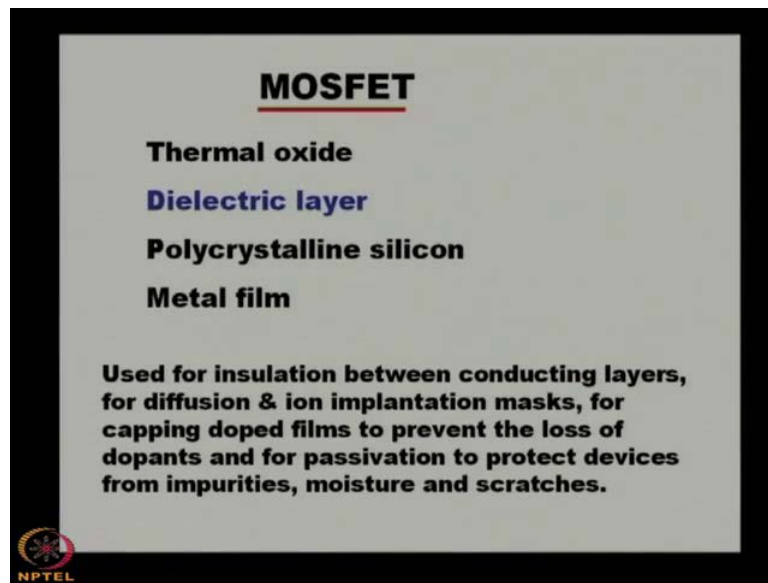 MOSFET
Thermal oxide
Dielectric layer
Polycrystalline silicon
Metal film
Used for insulation between conducting layers,
for diffusion & ion implantation masks, for
capping doped films to prevent the loss of
dopants and for passivation to protect devices
from impurities, moisture and scratches.
NPTEL